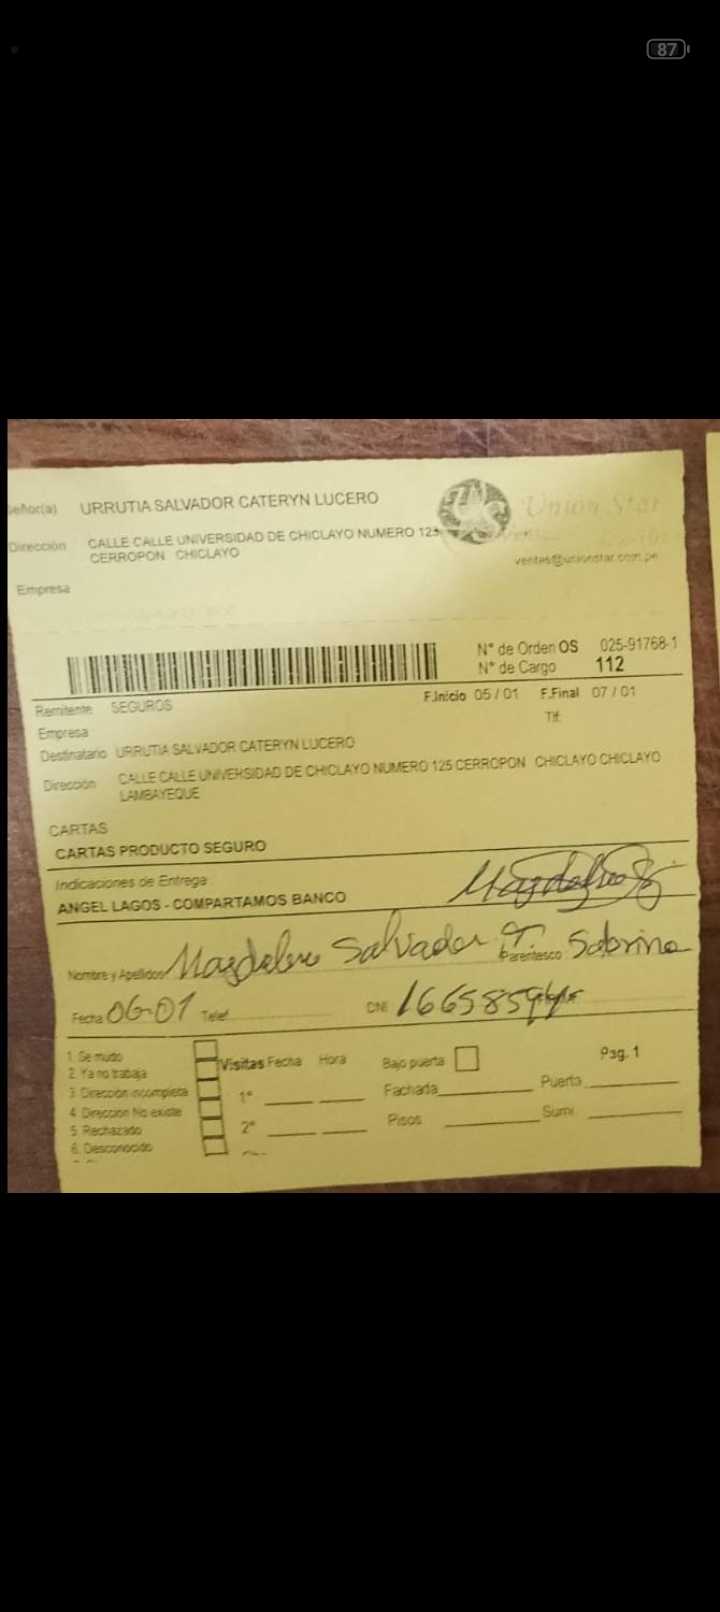 87
Señor(a) URRUTIA SALVADOR CATERYN LUCERO
Dirección CALLE CALLE UNIVERSIDAD DE CHICLAYO NUMERO 125
CERROPON CHICLAYO
Empresa
Union Star
ventas@unionstar.com.pe
N° de Orden OS 025-91768-1
N° de Cargo 112
Remitente SEGUROS
F.Inicio 05 / 01 F.Final 07 / 01
Empresa
Tlf:
Destinatario URRUTIA SALVADOR CATERYN LUCERO
Dirección CALLE CALLE UNIVERSIDAD DE CHICLAYO NUMERO 125 CERROPON CHICLAYO CHICLAYO
LAMBAYEQUE
CARTAS
CARTAS PRODUCTO SEGURO
Indicaciones de Entrega
ANGEL LAGOS - COMPARTAMOS BANCO
Nombre y Apellidos Magdalena Salvador T. Parentesco Sobrina
Fecha 06-01 Telef. DNI
1. Se mudo
2. Ya no trabaja
3. Dirección incompleta
4. Dirección No existe
5. Rechazado
6. Desconocido
Visitas Fecha Hora
1°
2°
Bajo puerta
Pag. 1
Fachada Puerta
Pisos Sumi.